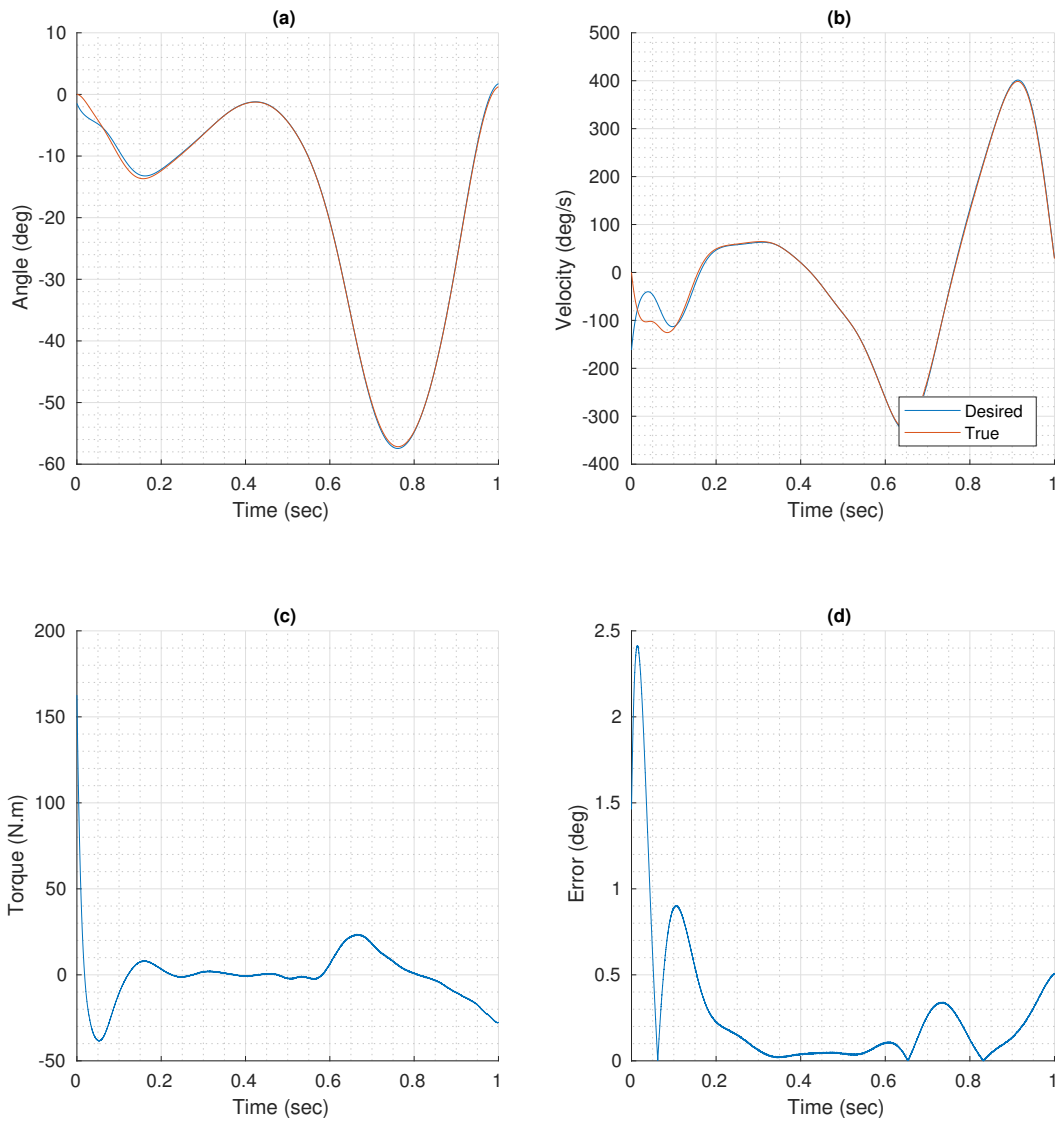 (a)
10
0
-10
-20
-30
-40
-50
-60
Angle (deg)
0 0.2 0.4 0.6 0.8 1
Time (sec)
(b)
500
400
300
200
100
0
-100
-200
-300
-400
Velocity (deg/s)
Desired
True
0 0.2 0.4 0.6 0.8 1
Time (sec)
(c)
200
150
100
50
0
-50
Torque (N.m)
0 0.2 0.4 0.6 0.8 1
Time (sec)
(d)
2.5
2
1.5
1
0.5
0
Error (deg)
0 0.2 0.4 0.6 0.8 1
Time (sec)